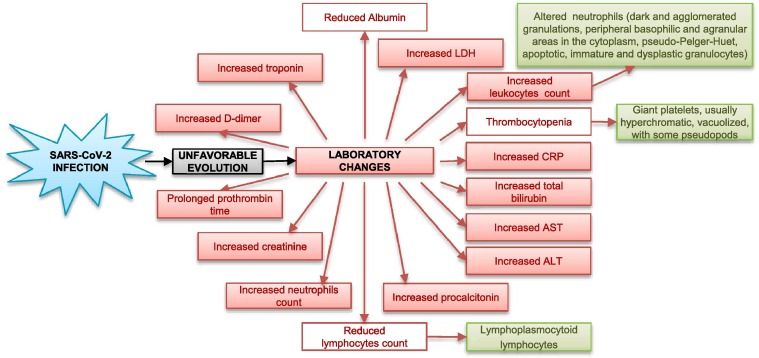 Reduced Albumin
Altered neutrophils (dark and agglomerated
granulations, peripheral basophilic and agranular
areas in the cytoplasm, pseudo-Pelger-Huet,
apoptotic, immature and dysplastic granulocytes)
Increased LDH
Increased troponin
Increased
leukocytes count
Increased D-dimer
Thrombocytopenia
Giant platelets, usually
hyperchromatic, vacuolized,
with some pseudopods
SARS-CoV-2
INFECTION
UNFAVORABLE
EVOLUTION
LABORATORY
CHANGES
Increased CRP
Increased total
bilirubin
Prolonged prothrombin
time
Increased AST
Increased creatinine
Increased ALT
Increased neutrophils
count
Increased procalcitonin
Reduced
lymphocytes count
Lymphoplasmocytoid
lymphocytes